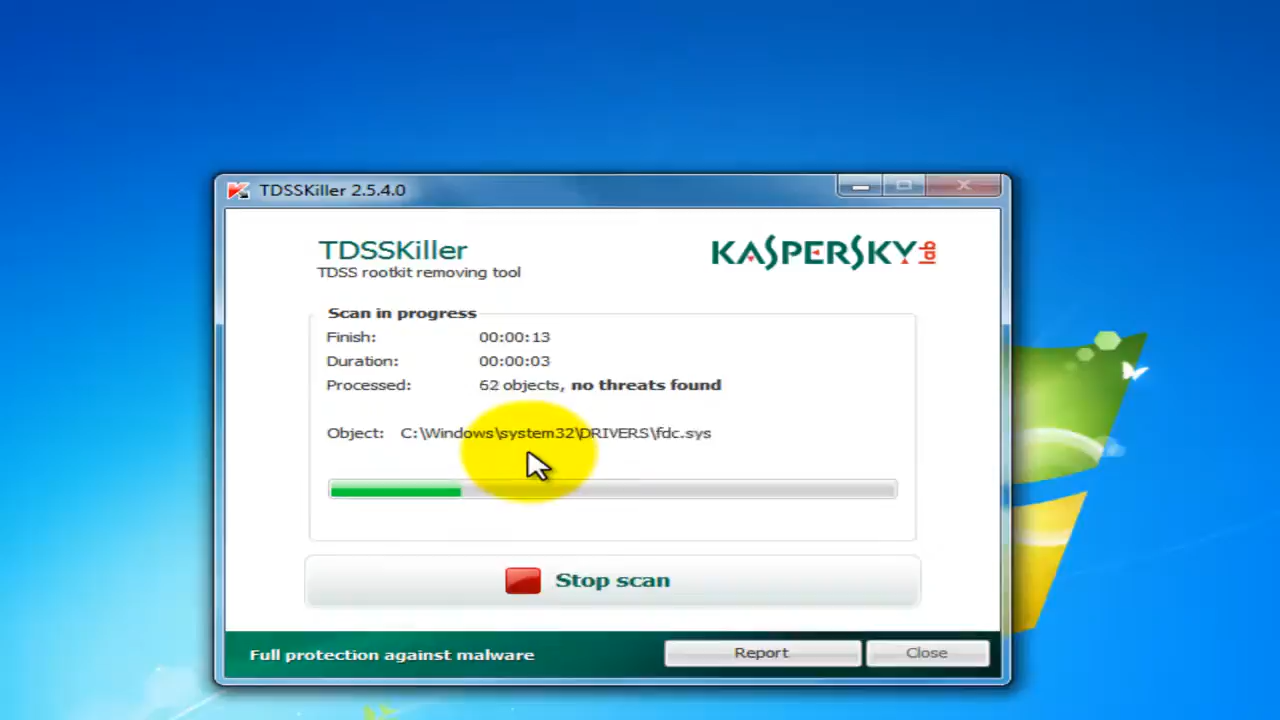 TDSSKiller 2.5.4.0
TDSSKiller
KASPERSKY lab
TDSS rootkit removing tool
Scan in progress
Finish: 00:00:13
Duration: 00:00:03
Processed: 62 objects, no threats found
Object: C:\Windows\system32\DRIVERS\fdc.sys
Stop scan
Full protection against malware
Report
Close